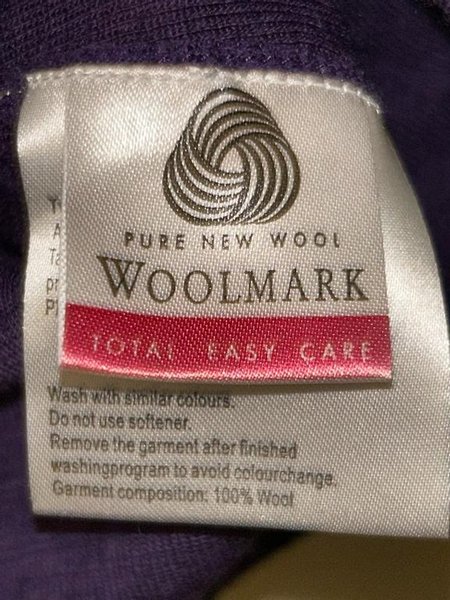 PURE NEW WOOL
WOOLMARK
TOTAL EASY CARE
Wash with similar colours.
Do not use softener.
Remove the garment after finished
washingprogram to avoid colourchange.
Garment composition: 100% Wool